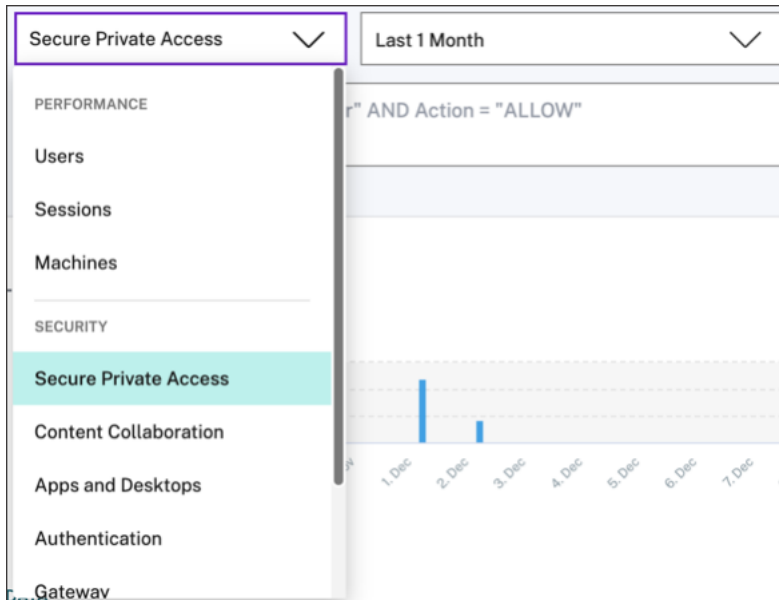 Secure Private Access
Last 1 Month
PERFORMANCE
r" AND Action = "ALLOW"
Users
Sessions
Machines
SECURITY
Secure Private Access
Content Collaboration
Apps and Desktops
Authentication
Gateway
1. Dec
2. Dec
3. Dec
4. Dec
5. Dec
6. Dec
7. Dec